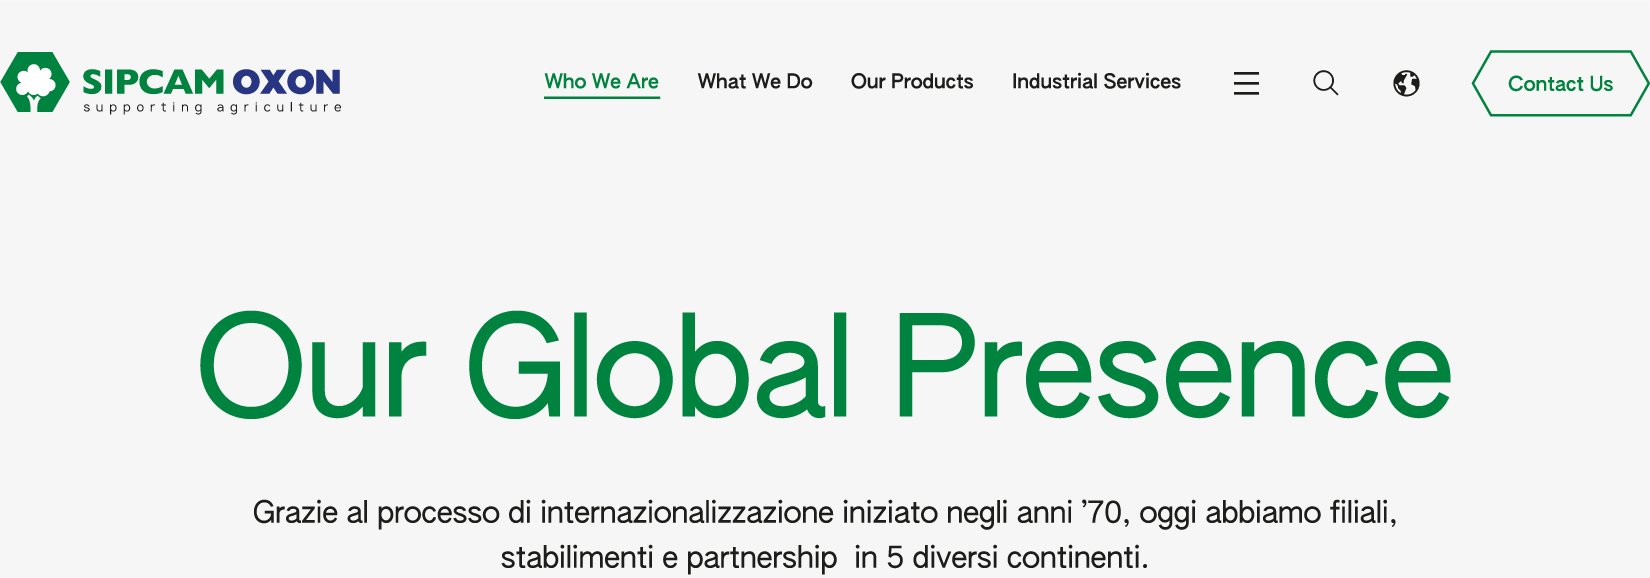 SIPCAM OXON
supporting agriculture
Who We Are
What We Do
Our Products
Industrial Services
Contact Us
Our Global Presence
Grazie al processo di internazionalizzazione iniziato negli anni ’70, oggi abbiamo filiali,
stabilimenti e partnership  in 5 diversi continenti.